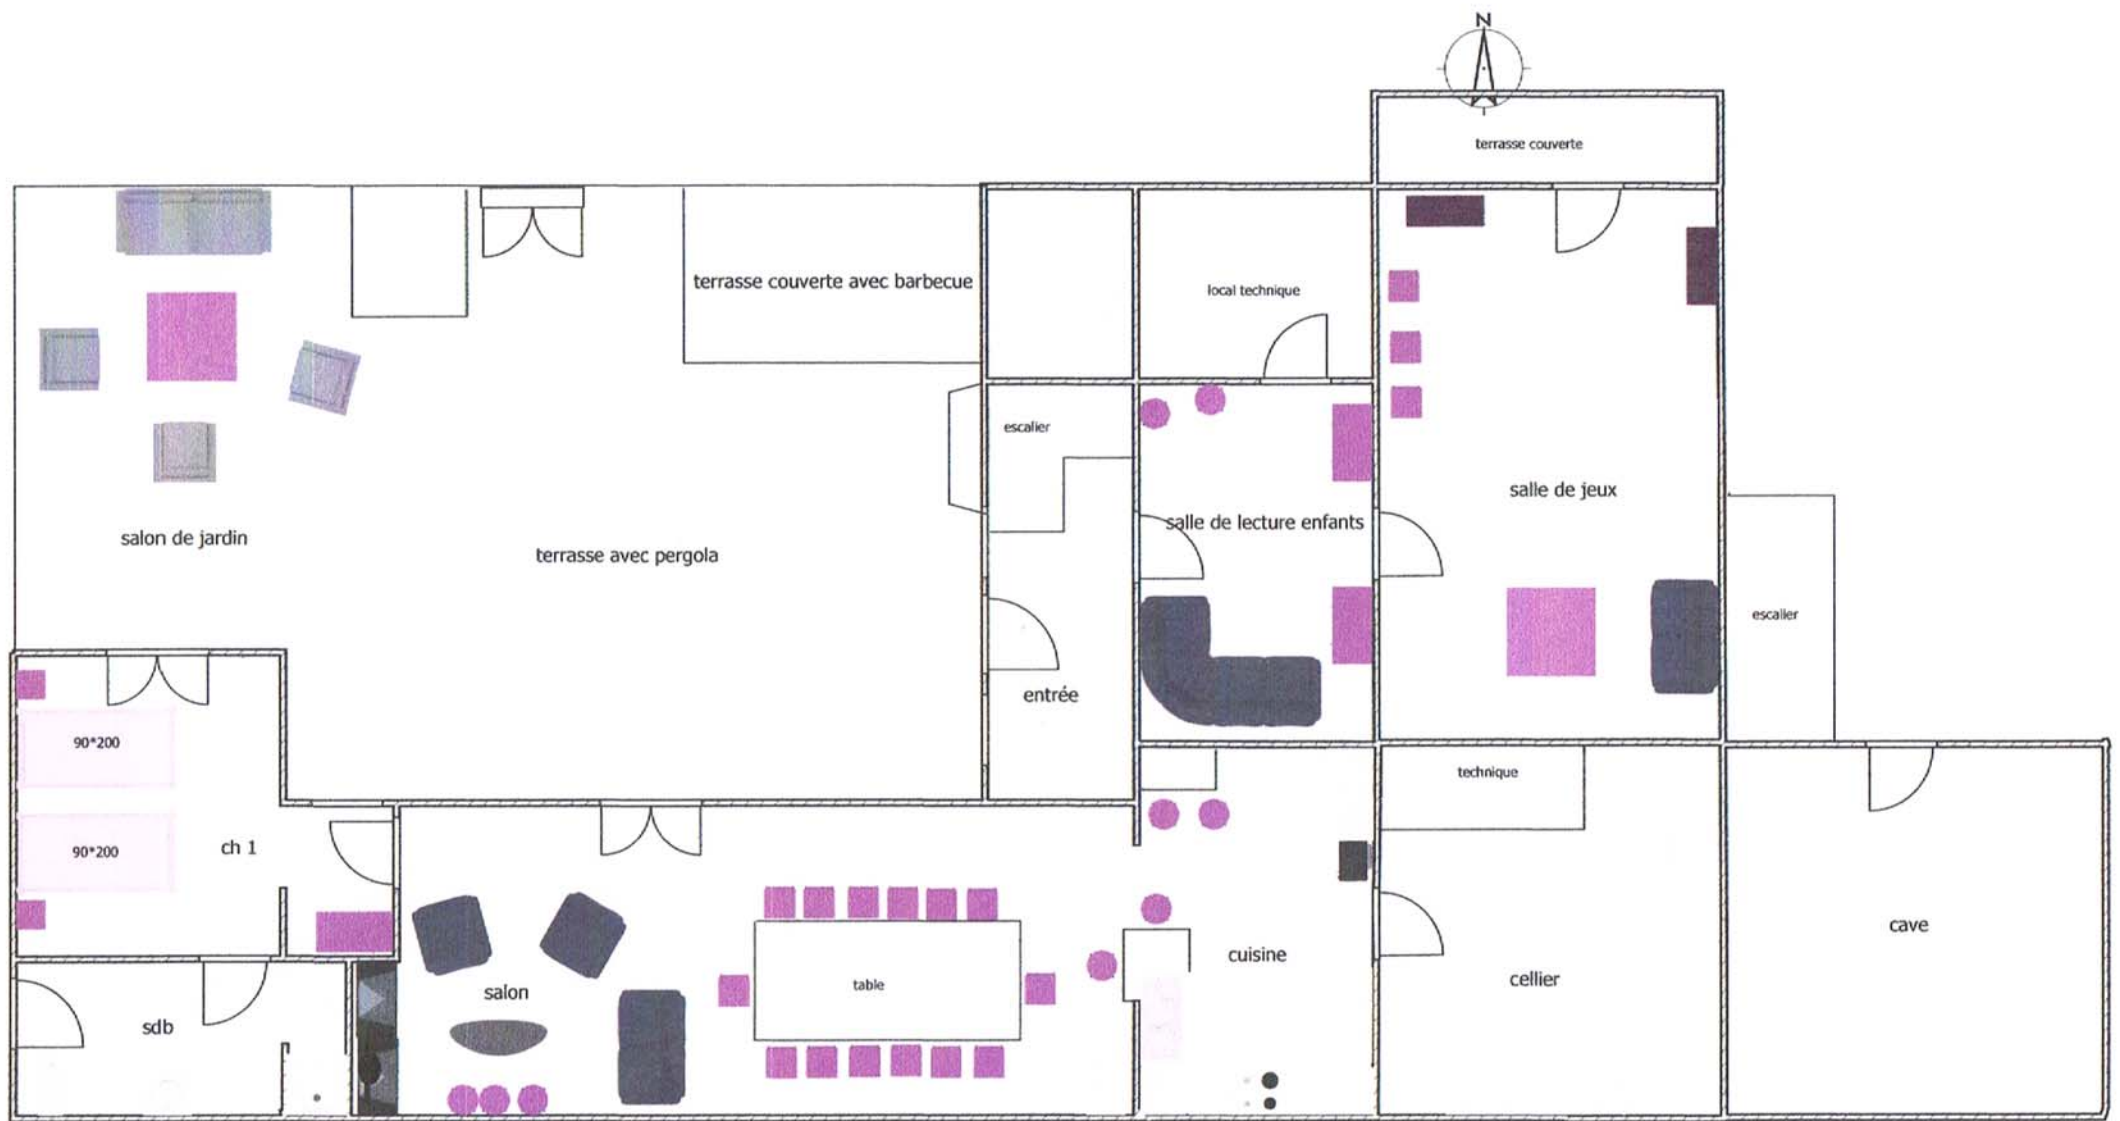 N
terrasse couverte
terrasse couverte avec barbecue
local technique
escalier
salle de jeux
salle de lecture enfants
salon de jardin
terrasse avec pergola
escalier
entrée
90*200
technique
ch 1
90*200
cave
cuisine
cellier
table
salon
sdb